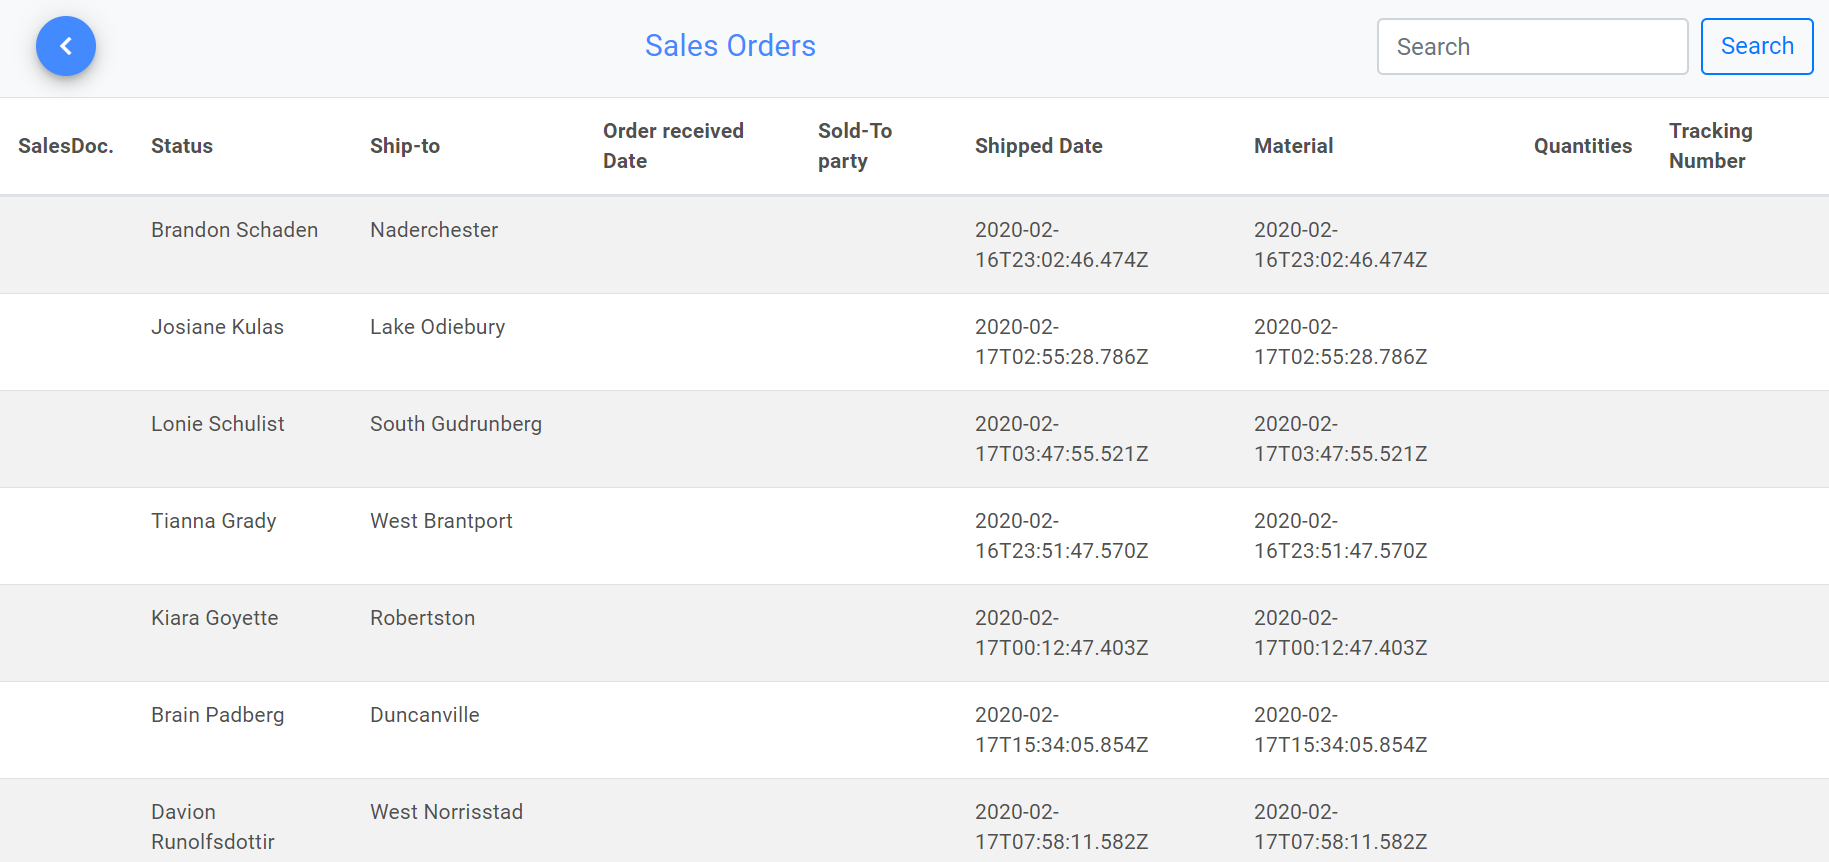 Sales Orders
Search
Search
SalesDoc.
Status
Ship-to
Order received
Date
Sold-To
party
Shipped Date
Material
Quantities
Tracking
Number
Brandon Schaden
Naderchester
2020-02-
16T23:02:46.474Z
2020-02-
16T23:02:46.474Z
Josiane Kulas
Lake Odiebury
2020-02-
17T02:55:28.786Z
2020-02-
17T02:55:28.786Z
Lonie Schulist
South Gudrunberg
2020-02-
17T03:47:55.521Z
2020-02-
17T03:47:55.521Z
Tianna Grady
West Brantport
2020-02-
16T23:51:47.570Z
2020-02-
16T23:51:47.570Z
Kiara Goyette
Robertston
2020-02-
17T00:12:47.403Z
2020-02-
17T00:12:47.403Z
Brain Padberg
Duncanville
2020-02-
17T15:34:05.854Z
2020-02-
17T15:34:05.854Z
Davion
Runolfsdottir
West Norrisstad
2020-02-
17T07:58:11.582Z
2020-02-
17T07:58:11.582Z